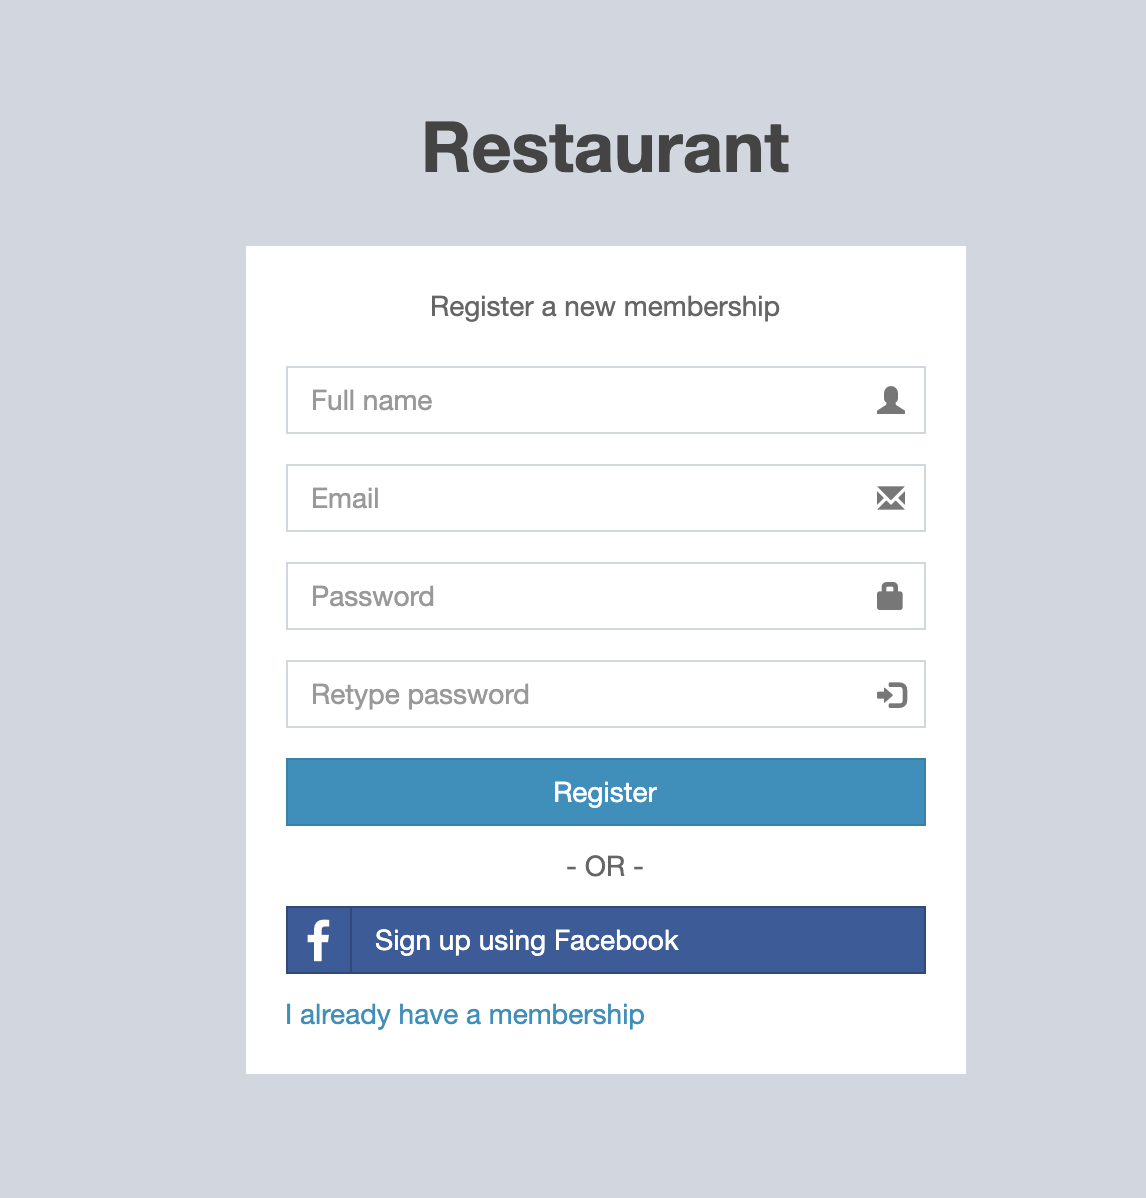 Restaurant
Register a new membership
Full name
Email
Password
Retype password
Register
- OR -
Sign up using Facebook
I already have a membership